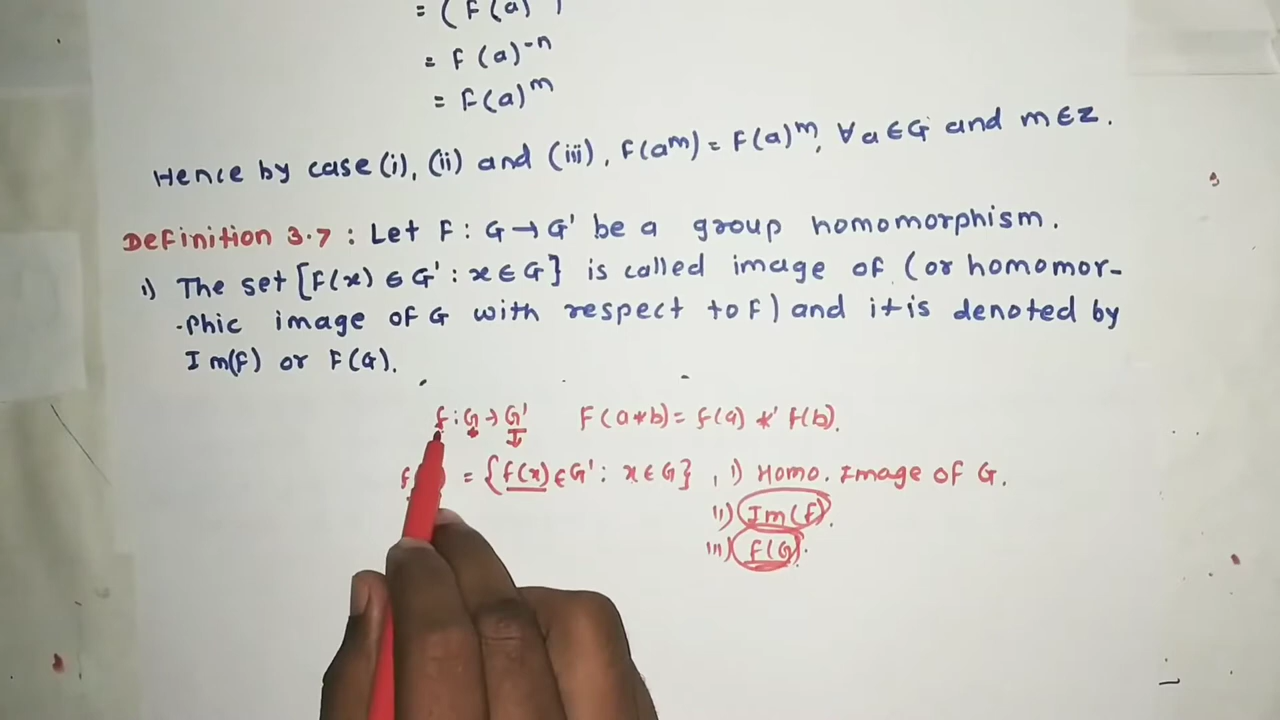 = (F(a)
= F(a)⁻ⁿ
= F(a)ᵐ
Hence by case (i), (ii) and (iii), F(aᵐ) = F(a)ᵐ, ∀ a ∈ G and m ∈ Z.
Definition 3.7 : Let F : G → G' be a group homomorphism.
i) The set [F(x) ∈ G' : x ∈ G} is called image of (or homomor-
-phic image of G with respect to F) and it is denoted by
Im(F) or F(G).
f : G → G' F(a*b) = f(a) *' f(b).
= {f(x) ∈ G' : x ∈ G} , i) Homo. Image of G.
ii) Im(F).
iii) F(G).